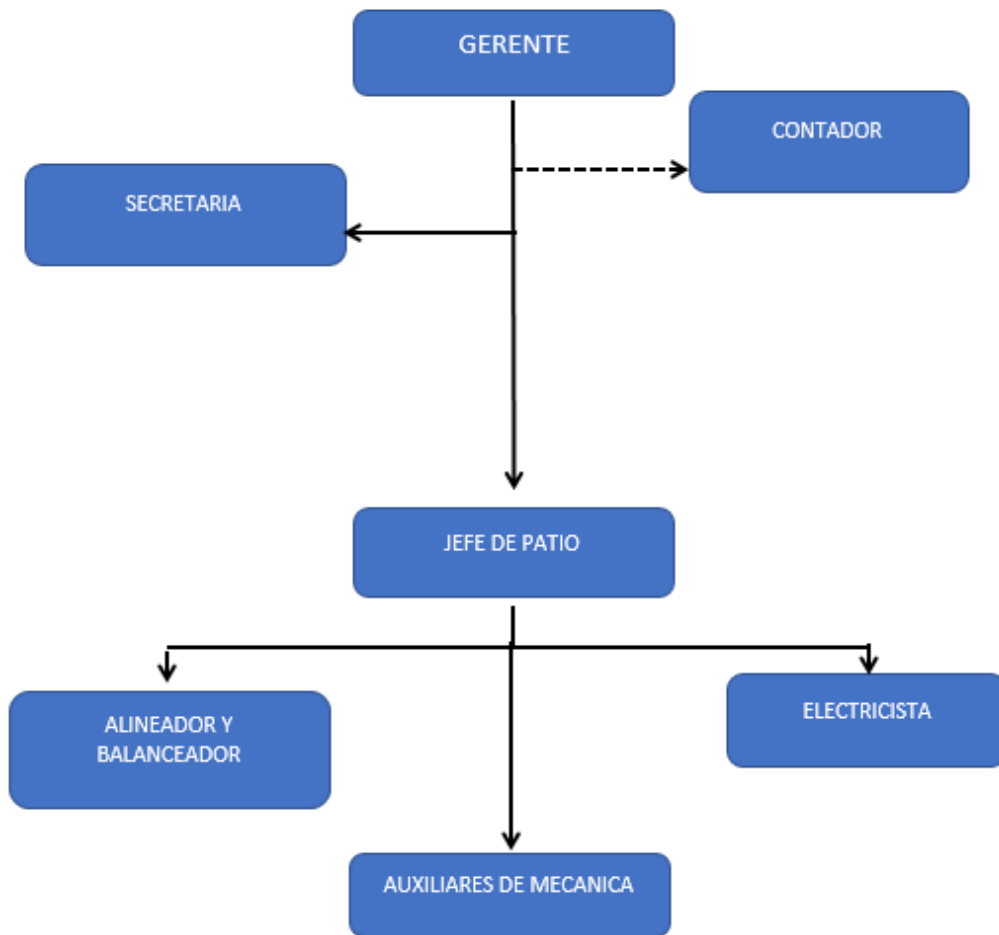 GERENTE
CONTADOR
SECRETARIA
JEFE DE PATIO
ALINEADOR Y
BALANCEADOR
ELECTRICISTA
AUXILIARES DE MECANICA